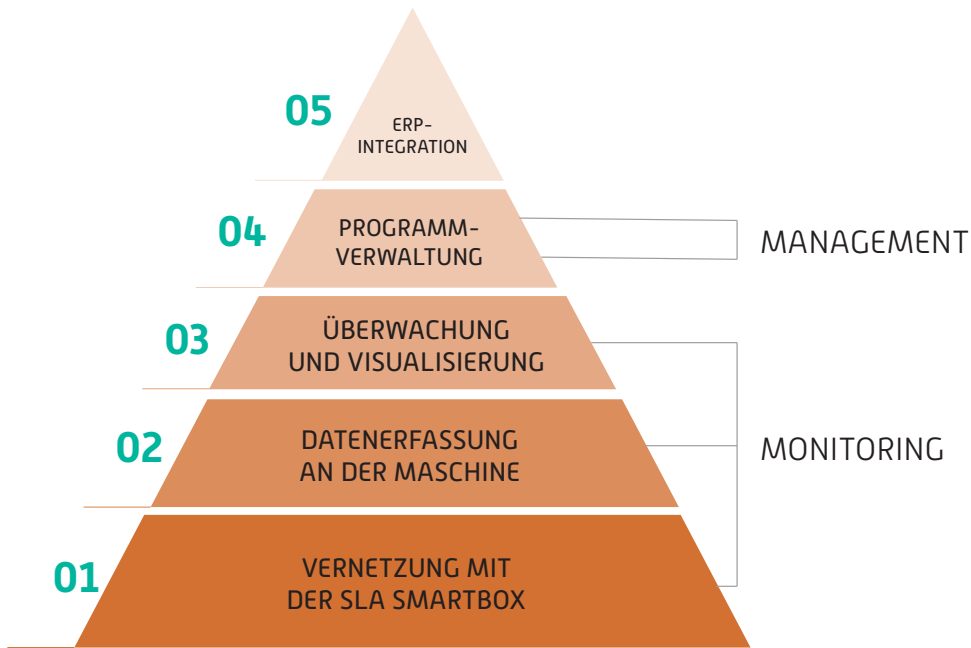 05
ERP-
INTEGRATION
04
PROGRAMM-
VERWALTUNG
MANAGEMENT
03
ÜBERWACHUNG
UND VISUALISIERUNG
02
DATENERFASSUNG
AN DER MASCHINE
MONITORING
01
VERNETZUNG MIT
DER SLA SMARTBOX